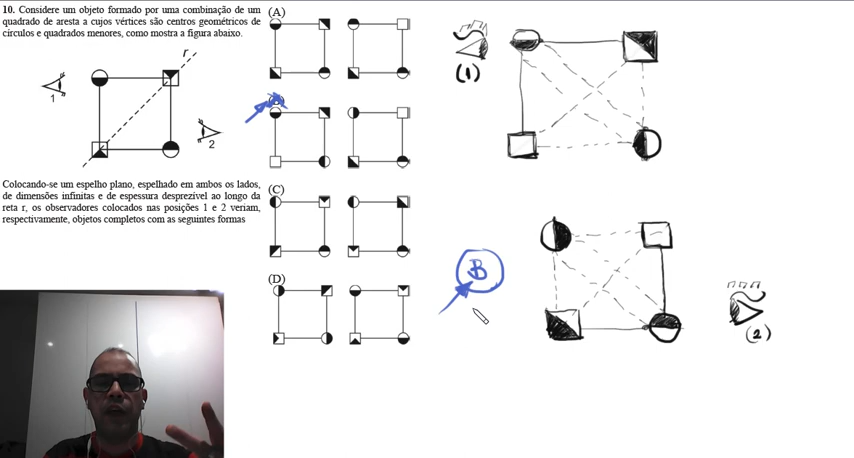 10. Considere um objeto formado por uma combinação de um
quadrado de aresta a cujos vértices são centros geométricos de
círculos e quadrados menores, como mostra a figura abaixo.
r
1
2
Colocando-se um espelho plano, espelhado em ambos os lados,
de dimensões infinitas e de espessura desprezível ao longo da
reta r, os observadores colocados nas posições 1 e 2 veriam,
respectivamente, objetos completos com as seguintes formas
(A)
(C)
(D)
(1)
B
(2)